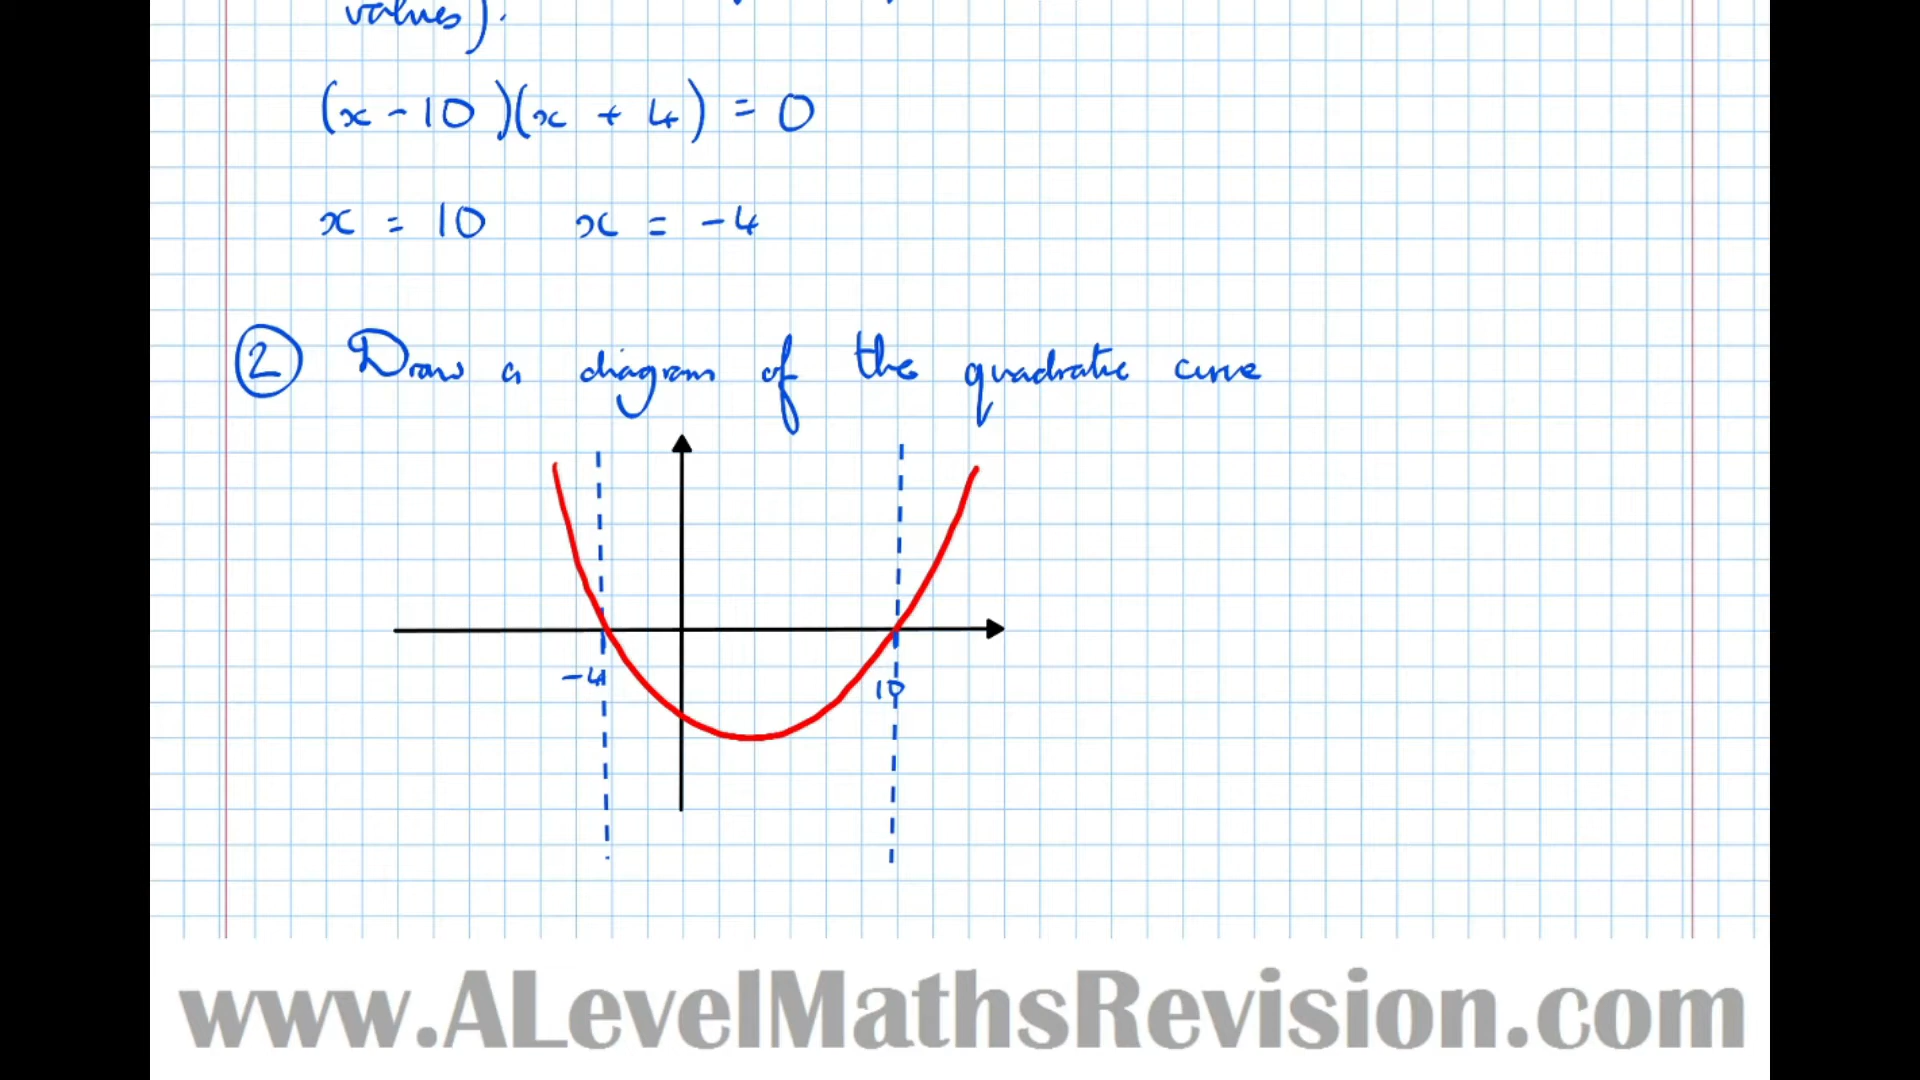 values).
(x - 10)(x + 4) = 0
x = 10 x = -4
② Draw a diagram of the quadratic curve
-4
10
www.ALevelMathsRevision.com